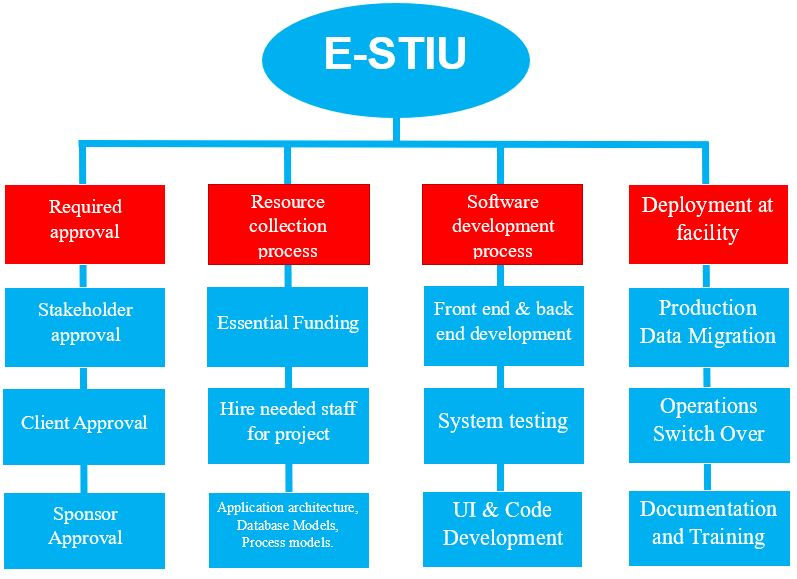 E-STIU
Required
approval
Resource
collection
process
Software
development
process
Deployment at
facility
Stakeholder
approval
Essential Funding
Front end & back
end development
Production
Data Migration
Client Approval
Hire needed staff
for project
System testing
Operations
Switch Over
Sponsor
Approval
Application architecture,
Database Models,
Process models.
UI & Code
Development
Documentation
and Training